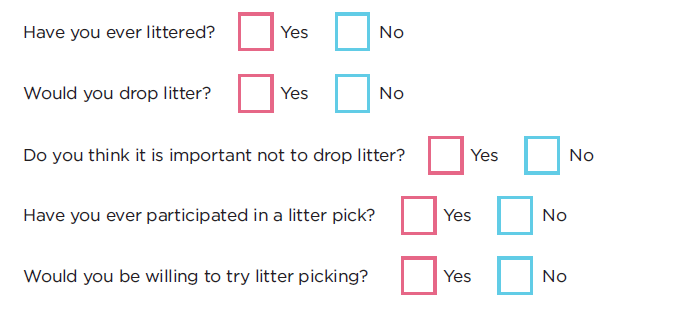 Have you ever littered? Yes No
Would you drop litter? Yes No
Do you think it is important not to drop litter? Yes No
Have you ever participated in a litter pick? Yes No
Would you be willing to try litter picking? Yes No